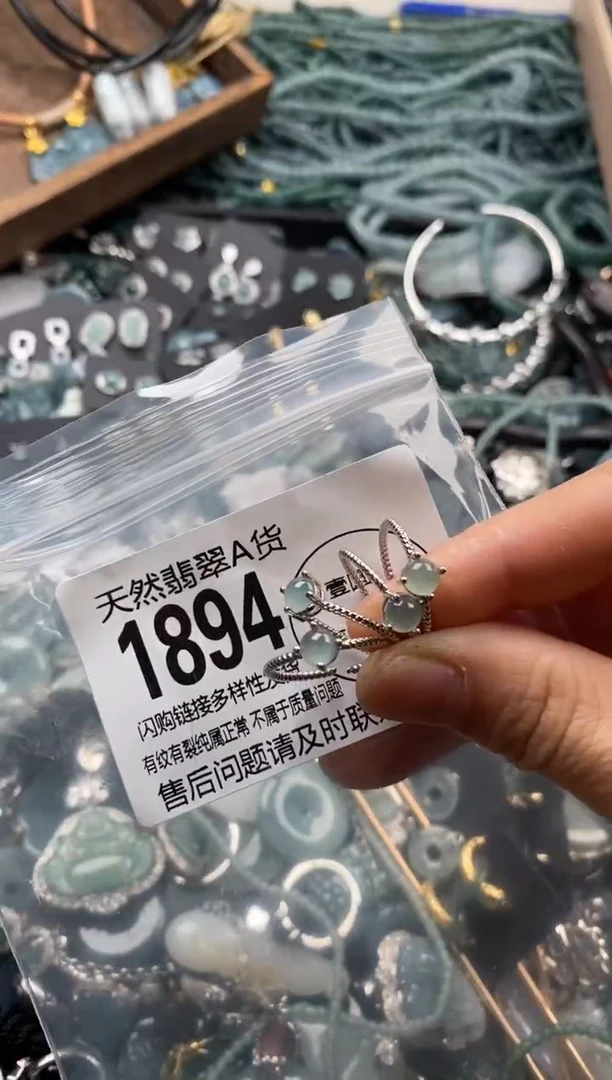 天然翡翠A货
1894
壹
闪购链接多样性
有纹有裂纯属正常 不属于质量问题
售后问题请及时联